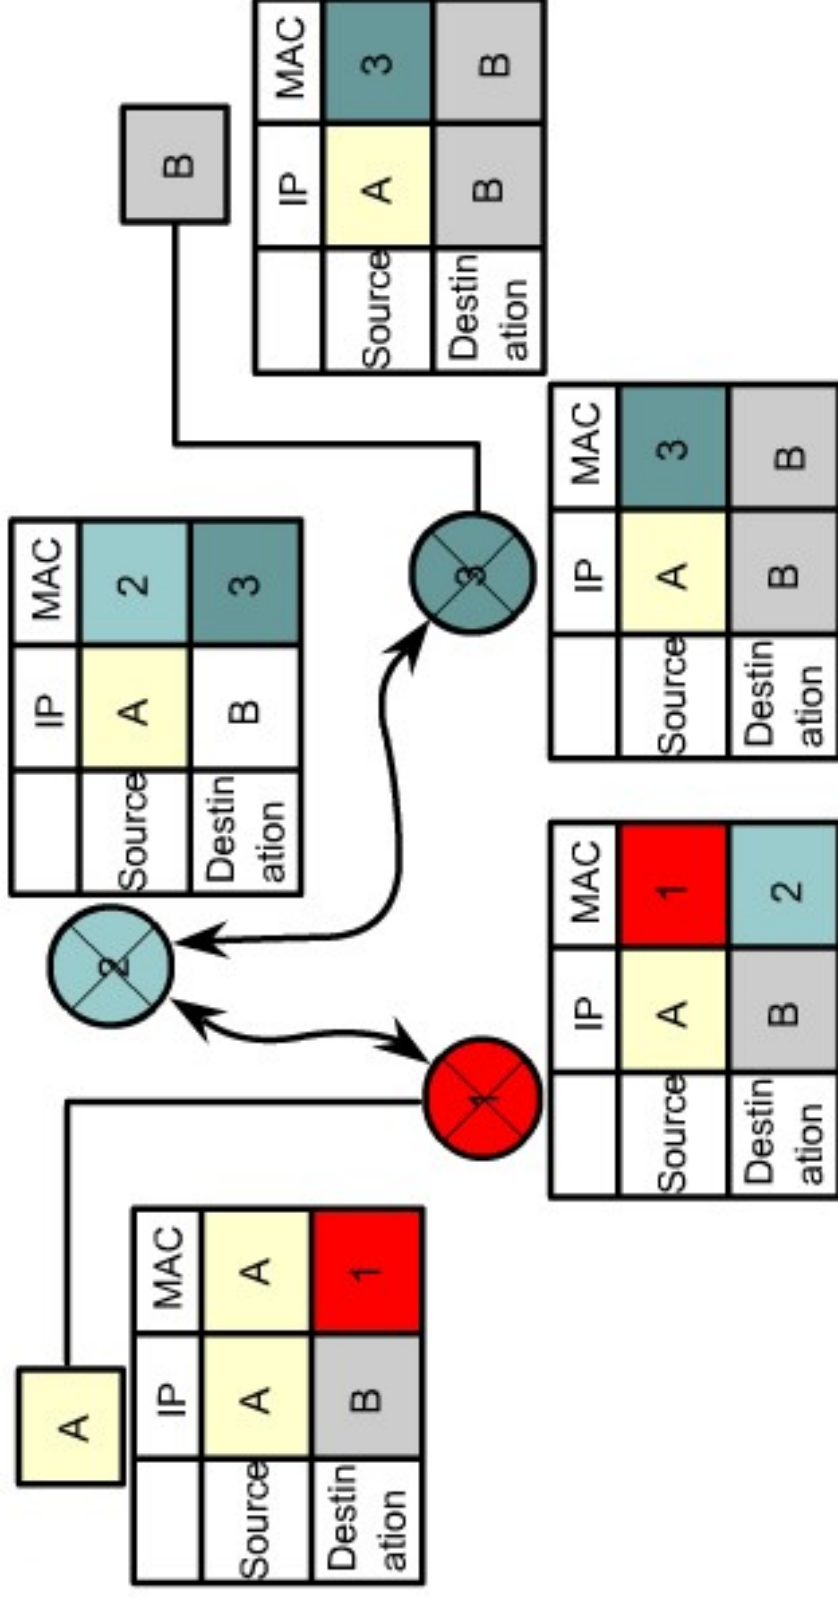 A
IP MAC
Source A A
Destin
ation B 1
1
IP MAC
Source A 1
Destin
ation B 2
2
IP MAC
Source A 2
Destin
ation B 3
3
IP MAC
Source A 3
Destin
ation B B
B
IP MAC
Source A 3
Destin
ation B B